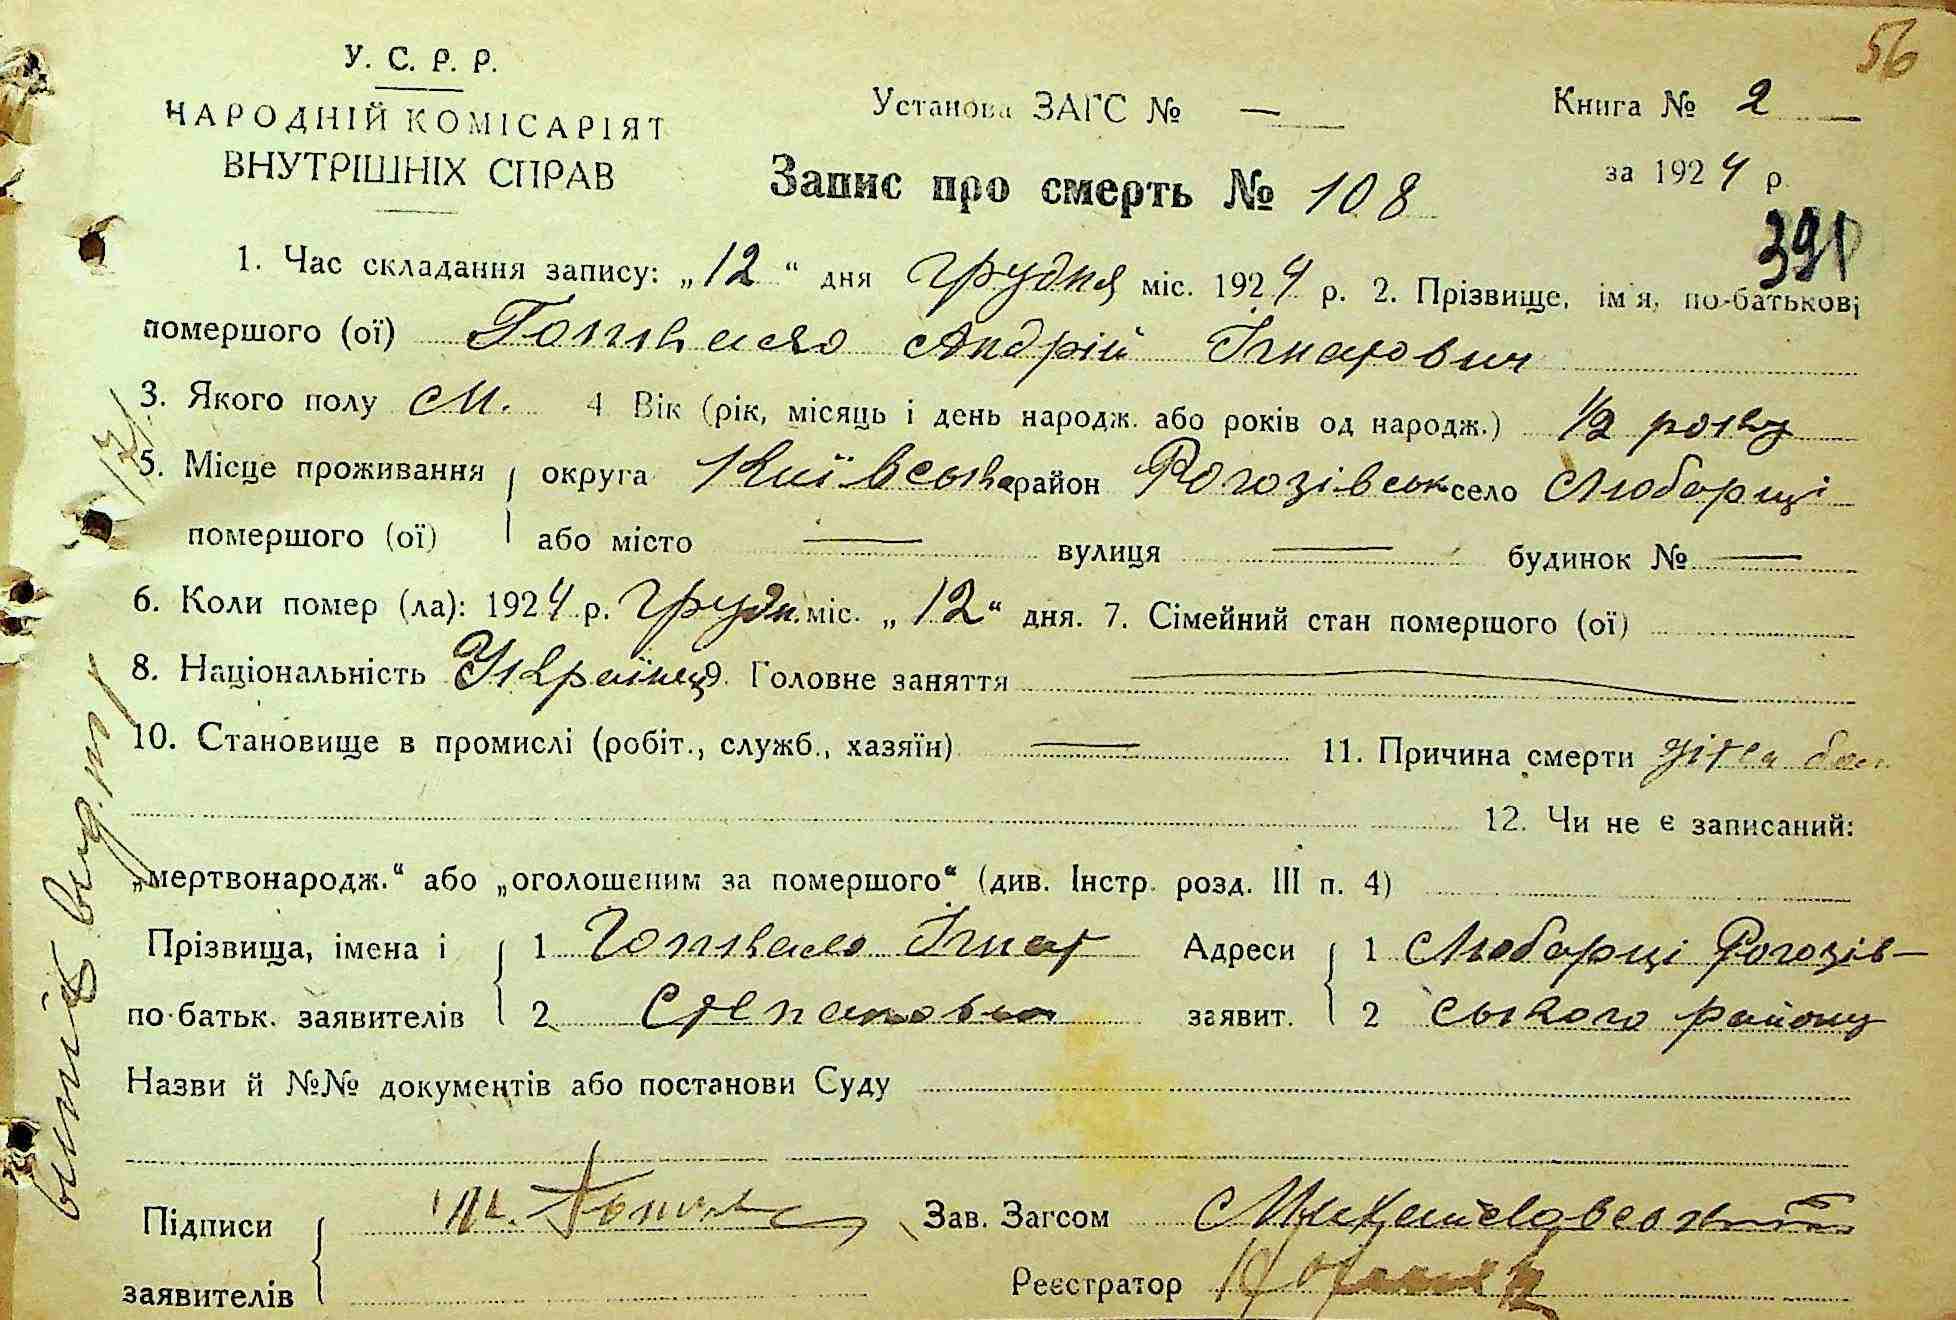 56
У. С. Р. Р.
НАРОДНІЙ КОМІСАРІЯТ
ВНУТРІШНІХ СПРАВ
Установа ЗАГС № —
Книга № 2
за 1924 р.
Запис про смерть № 108
391
1. Час складання запису: „12“ дня грудня міс. 1924 р. 2. Прізвище, ім'я, по-батькові
помершого (ої) Андрій Ігнатович
3. Якого полу М. 4 Вік (рік, місяць і день народж. або років од народж.) 1/2 року
5. Місце проживання округа Київська район Рогозівськ село Любарці
помершого (ої) або місто — вулиця — будинок № —
6. Коли помер (ла): 1924 р. грудн. міс. „12“ дня. 7. Сімейний стан помершого (ої)
8. Національність Українець Головне заняття —
10. Становище в промислі (робіт., служб., хазяїн) — 11. Причина смерти
12. Чи не є записаний:
„мертвонародж.“ або „оголошеним за помершого“ (див. Інстр. розд. III п. 4)
Прізвища, імена і 1 Ігнат Адреси 1 Любарці Рогозів-
по-батьк. заявителів 2 Степанович заявит. 2 ського району
Назви й №№ документів або постанови Суду
Підписи Зав. Загсом
заявителів Реєстратор